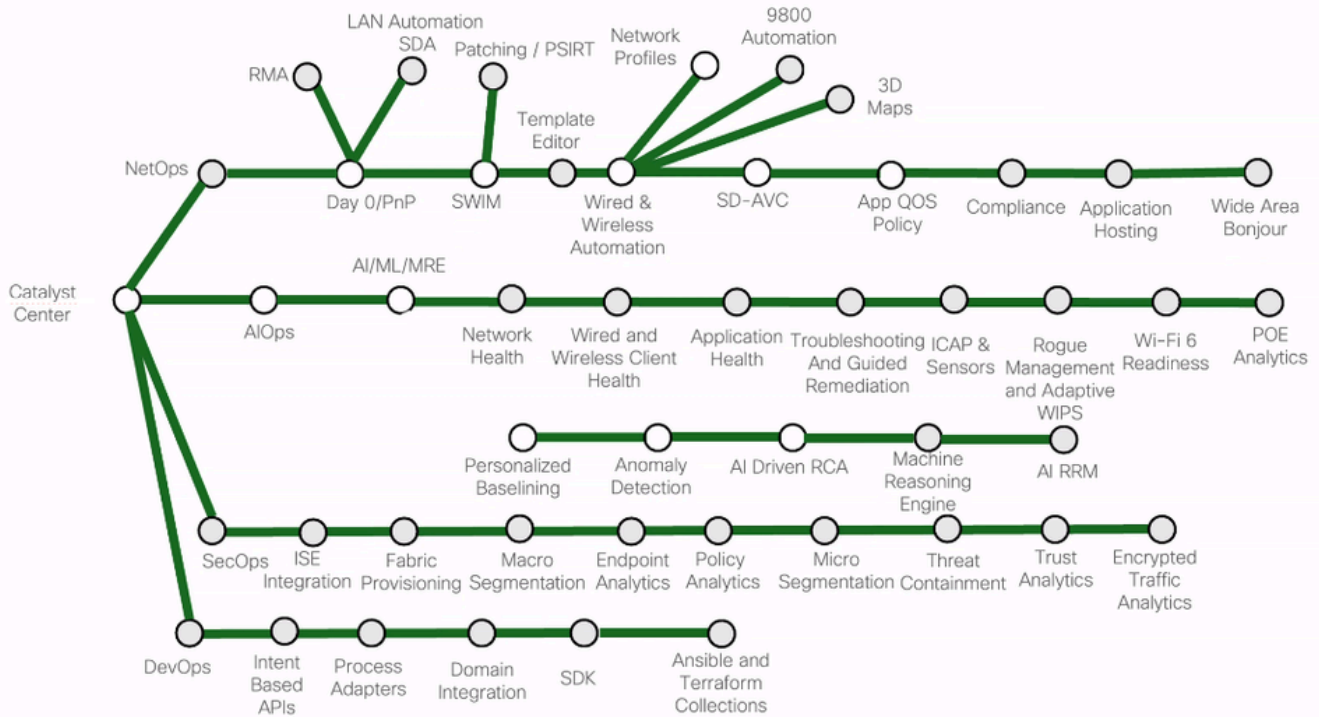 LAN Automation
SDA
RMA
Patching / PSIRT
Network
Profiles
9800
Automation
3D
Maps
Template
Editor
NetOps
Day 0/PnP
SWIM
Wired &
Wireless
Automation
SD-AVC
App QOS
Policy
Compliance
Application
Hosting
Wide Area
Bonjour
Catalyst
Center
AIOps
AI/ML/MRE
Network
Health
Wired and
Wireless Client
Health
Application
Health
Troubleshooting
And Guided
Remediation
ICAP &
Sensors
Rogue
Management
and Adaptive
WIPS
Wi-Fi 6
Readiness
POE
Analytics
Personalized
Baselining
Anomaly
Detection
AI Driven RCA
Machine
Reasoning
Engine
AI RRM
SecOps
ISE
Integration
Fabric
Provisioning
Macro
Segmentation
Endpoint
Analytics
Policy
Analytics
Micro
Segmentation
Threat
Containment
Trust
Analytics
Encrypted
Traffic
Analytics
DevOps
Intent
Based
APIs
Process
Adapters
Domain
Integration
SDK
Ansible and
Terraform
Collections